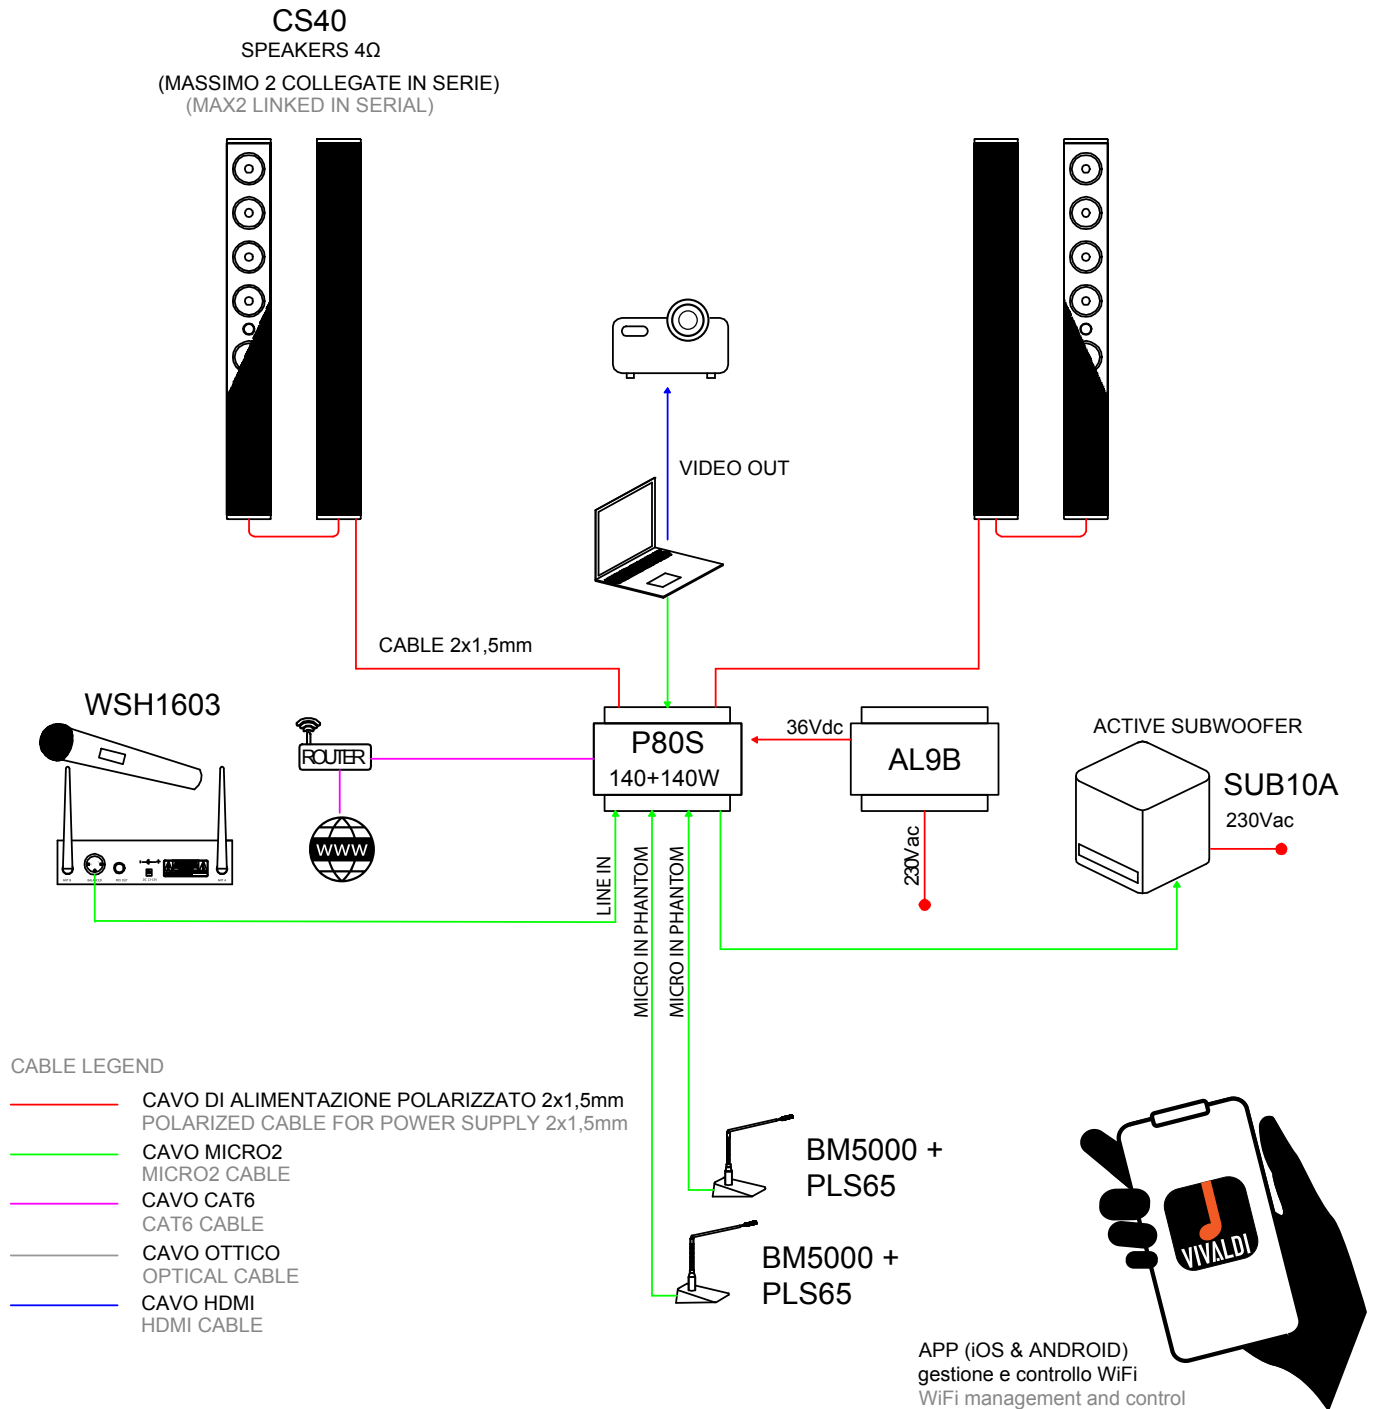 CS40
SPEAKERS 4Ω
(MASSIMO 2 COLLEGATE IN SERIE)
(MAX2 LINKED IN SERIAL)
VIDEO OUT
CABLE 2x1,5mm
WSH1603
ROUTER
WWW
P80S
140+140W
36Vdc
AL9B
230Vac
ACTIVE SUBWOOFER
SUB10A
230Vac
LINE IN
MICRO IN PHANTOM
MICRO IN PHANTOM
CABLE LEGEND
CAVO DI ALIMENTAZIONE POLARIZZATO 2x1,5mm
POLARIZED CABLE FOR POWER SUPPLY 2x1,5mm
CAVO MICRO2
MICRO2 CABLE
CAVO CAT6
CAT6 CABLE
CAVO OTTICO
OPTICAL CABLE
CAVO HDMI
HDMI CABLE
BM5000 +
PLS65
BM5000 +
PLS65
VIVALDI
APP (iOS & ANDROID)
gestione e controllo WiFi
WiFi management and control